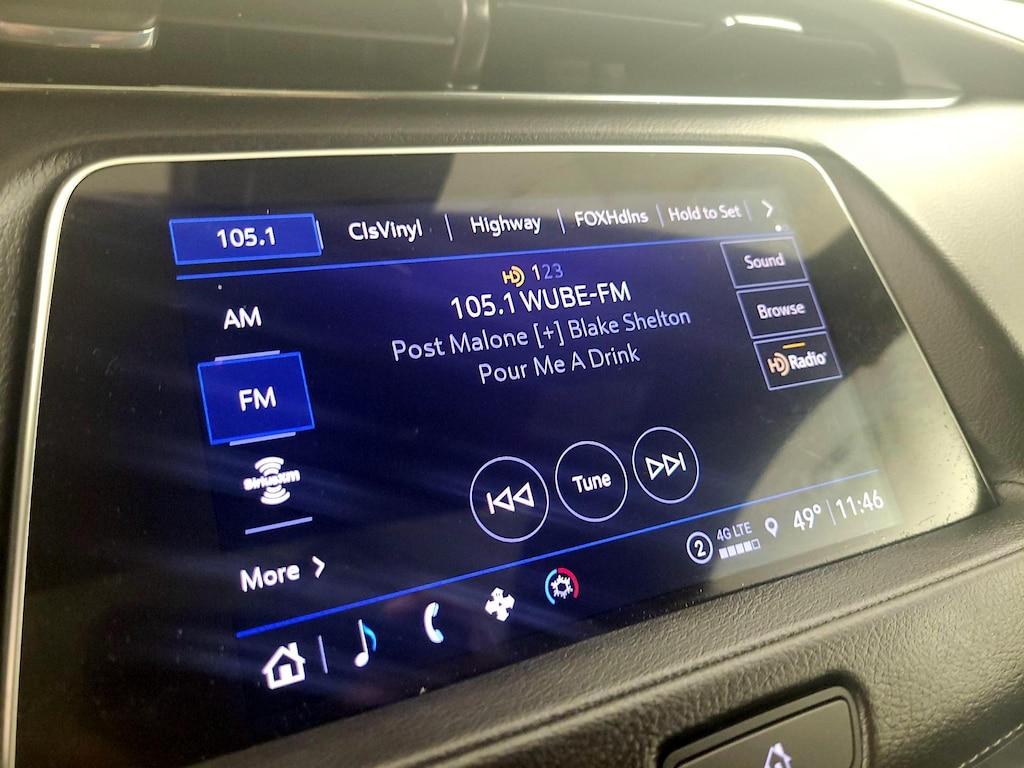 105.1 ClsVinyl Highway FOXHdlns Hold to Set
HD 123
105.1 WUBE-FM
Post Malone [+] Blake Shelton
Pour Me A Drink
Sound
Browse
HD Radio®
AM
FM
SiriusXM
More
Tune
2 4G LTE 49° 11:46